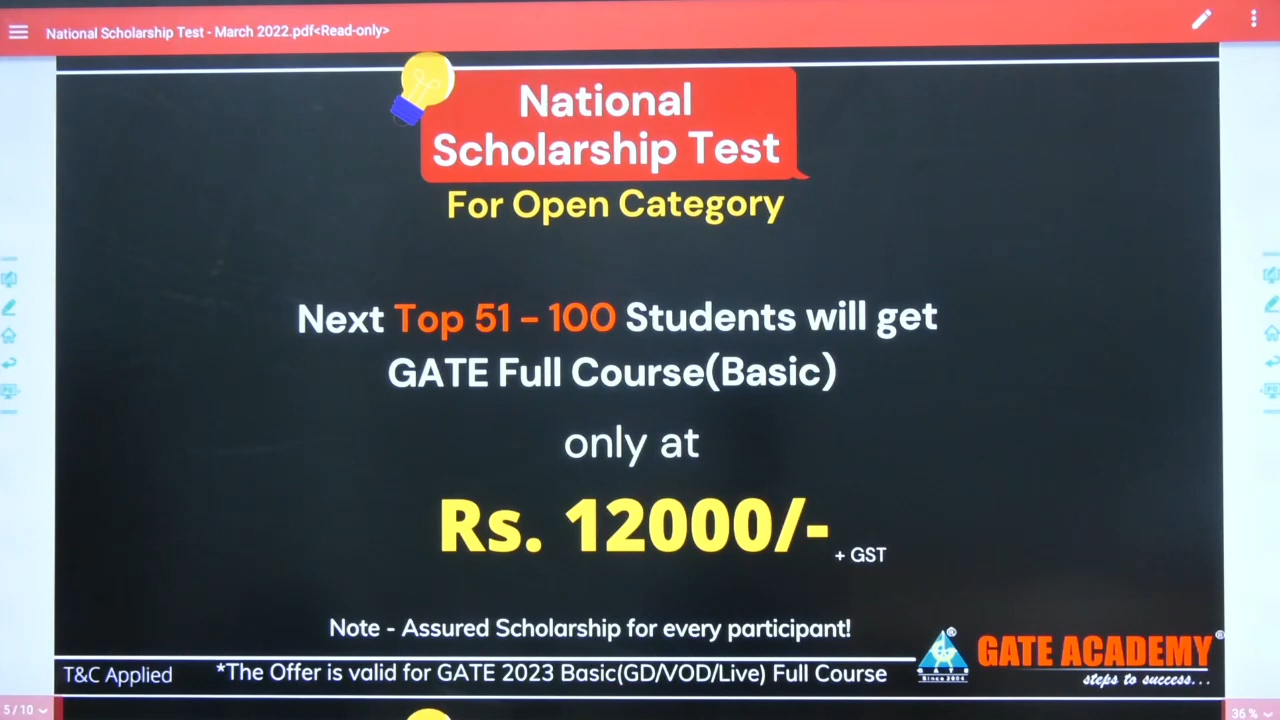 National Scholarship Test - March 2022.pdf<Read-only>
National
Scholarship Test
For Open Category
Next Top 51 - 100 Students will get
GATE Full Course(Basic)
only at
Rs. 12000/-
+ GST
Note - Assured Scholarship for every participant!
T&C Applied
*The Offer is valid for GATE 2023 Basic(GD/VOD/Live) Full Course
Since 2004
GATE ACADEMY®
steps to success...
5 / 10
36 %